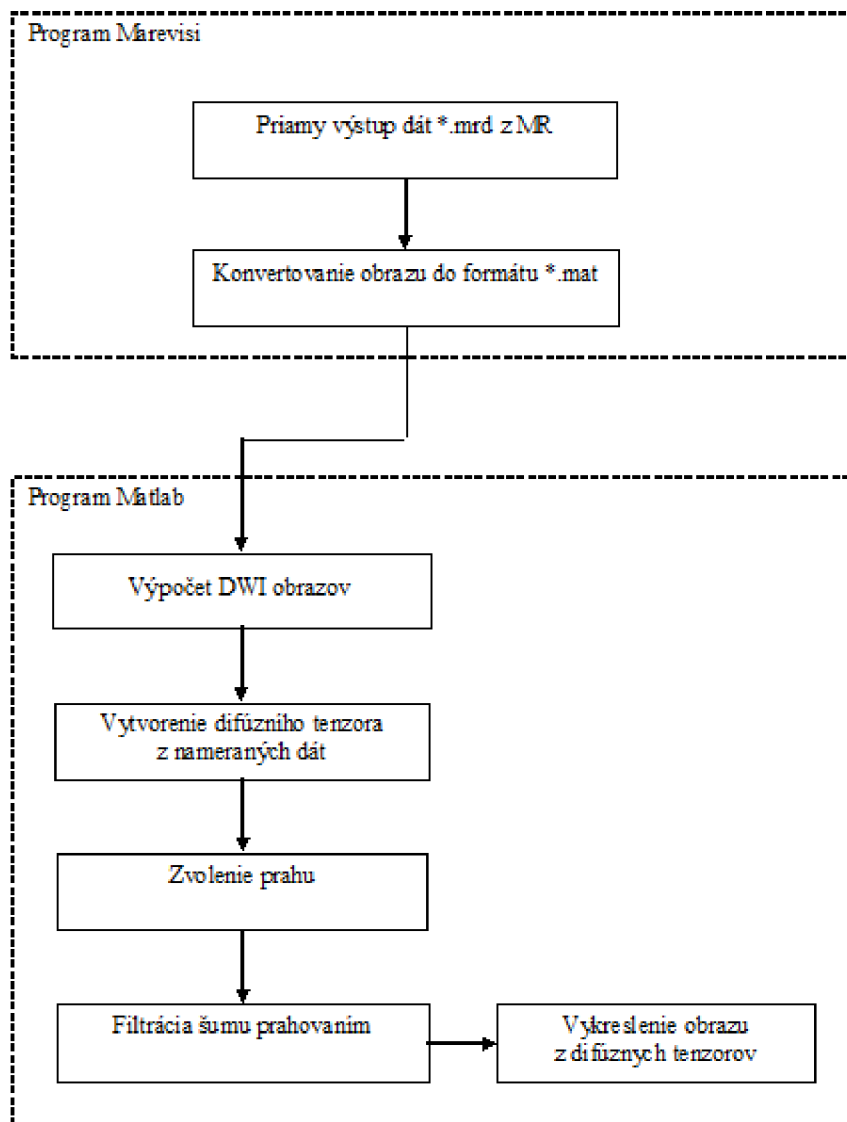 Program Marevisi
Priamy výstup dát *.mrd z MR
Konvertovanie obrazu do formátu *.mat
Program Matlab
Výpočet DWI obrazov
Vytvorenie difúzního tenzora
z nameraných dát
Zvolenie prahu
Filtrácia šumu prahovaním
Vykreslenie obrazu
z difúznych tenzorov